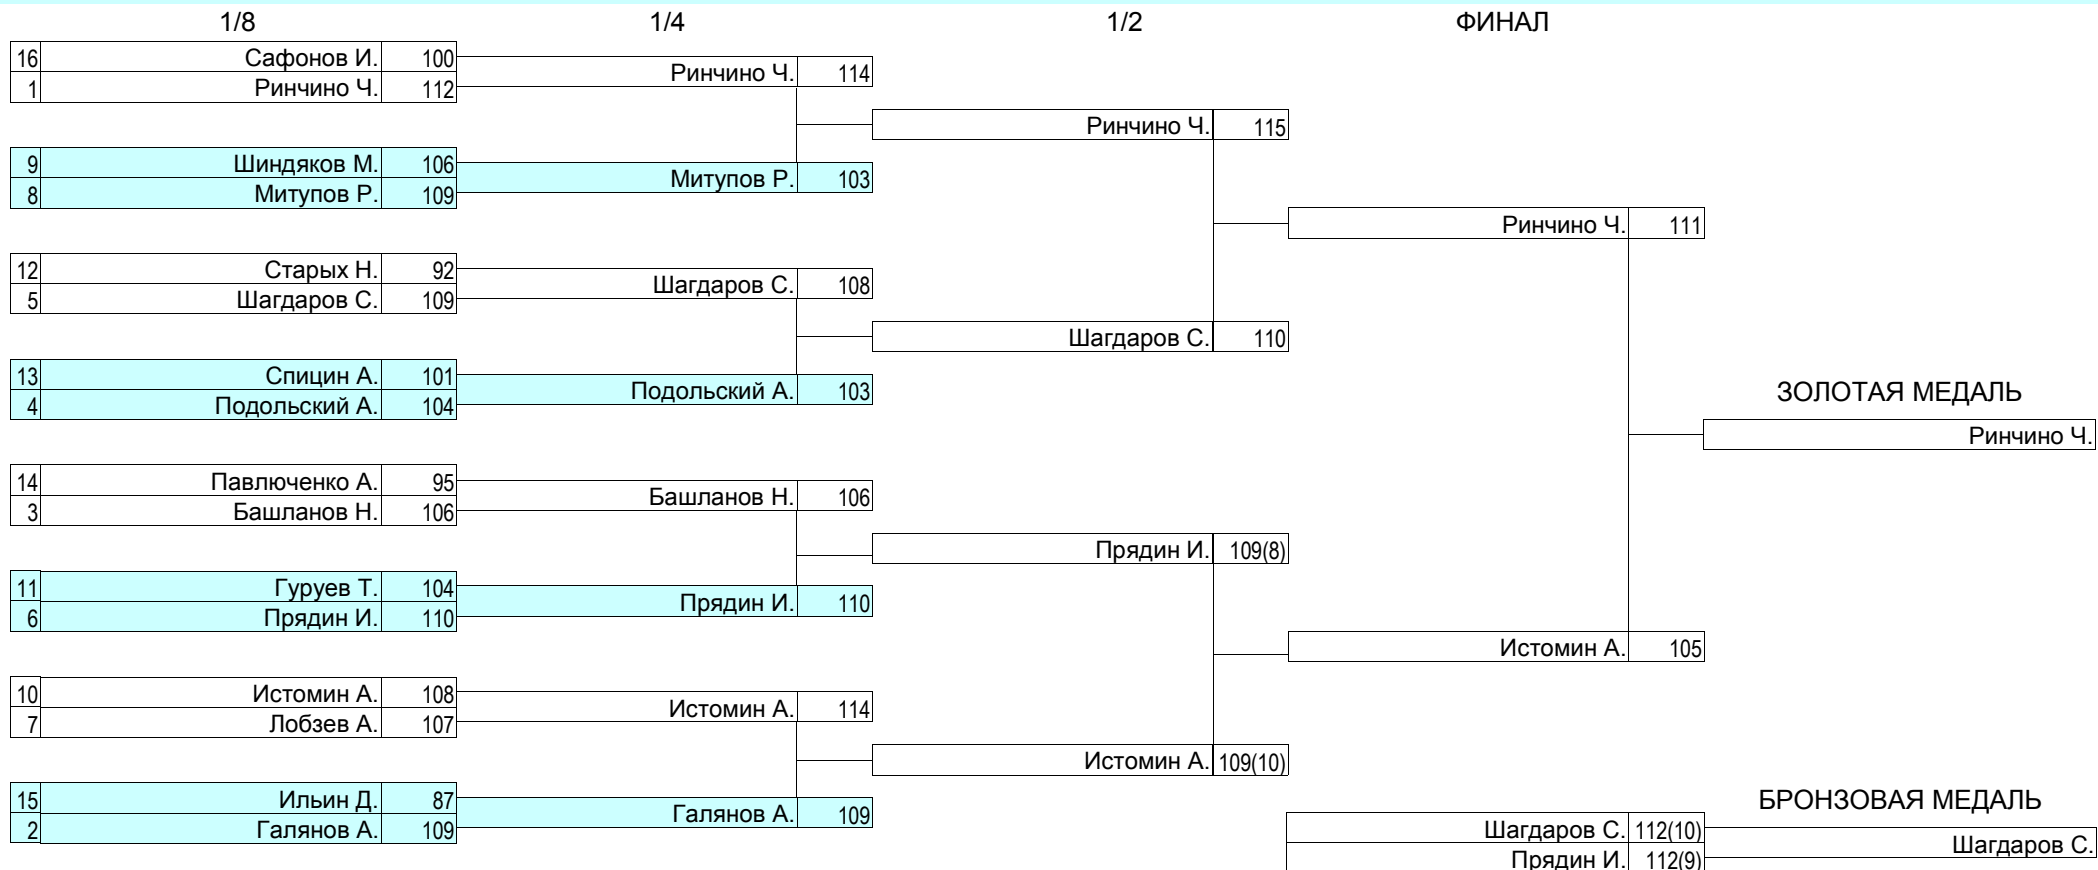 1/8 1/4 1/2 ФИНАЛ
16 Сафонов И. 100
Ринчино Ч. 114
1 Ринчино Ч. 112
Ринчино Ч. 115
9 Шиндяков М. 106
Митупов Р. 103
8 Митупов Р. 109
Ринчино Ч. 111
12 Старых Н. 92
Шагдаров С. 108
5 Шагдаров С. 109
Шагдаров С. 110
13 Спицин А. 101
Подольский А. 103
ЗОЛОТАЯ МЕДАЛЬ
4 Подольский А. 104
Ринчино Ч.
14 Павлюченко А. 95
Башланов Н. 106
3 Башланов Н. 106
Прядин И. 109(8)
11 Гуруев Т. 104
Прядин И. 110
6 Прядин И. 110
Истомин А. 105
10 Истомин А. 108
Истомин А. 114
7 Лобзев А. 107
Истомин А. 109(10)
15 Ильин Д. 87
БРОНЗОВАЯ МЕДАЛЬ
Галянов А. 109
2 Галянов А. 109
Шагдаров С. 112(10)
Шагдаров С.
Прядин И. 112(9)